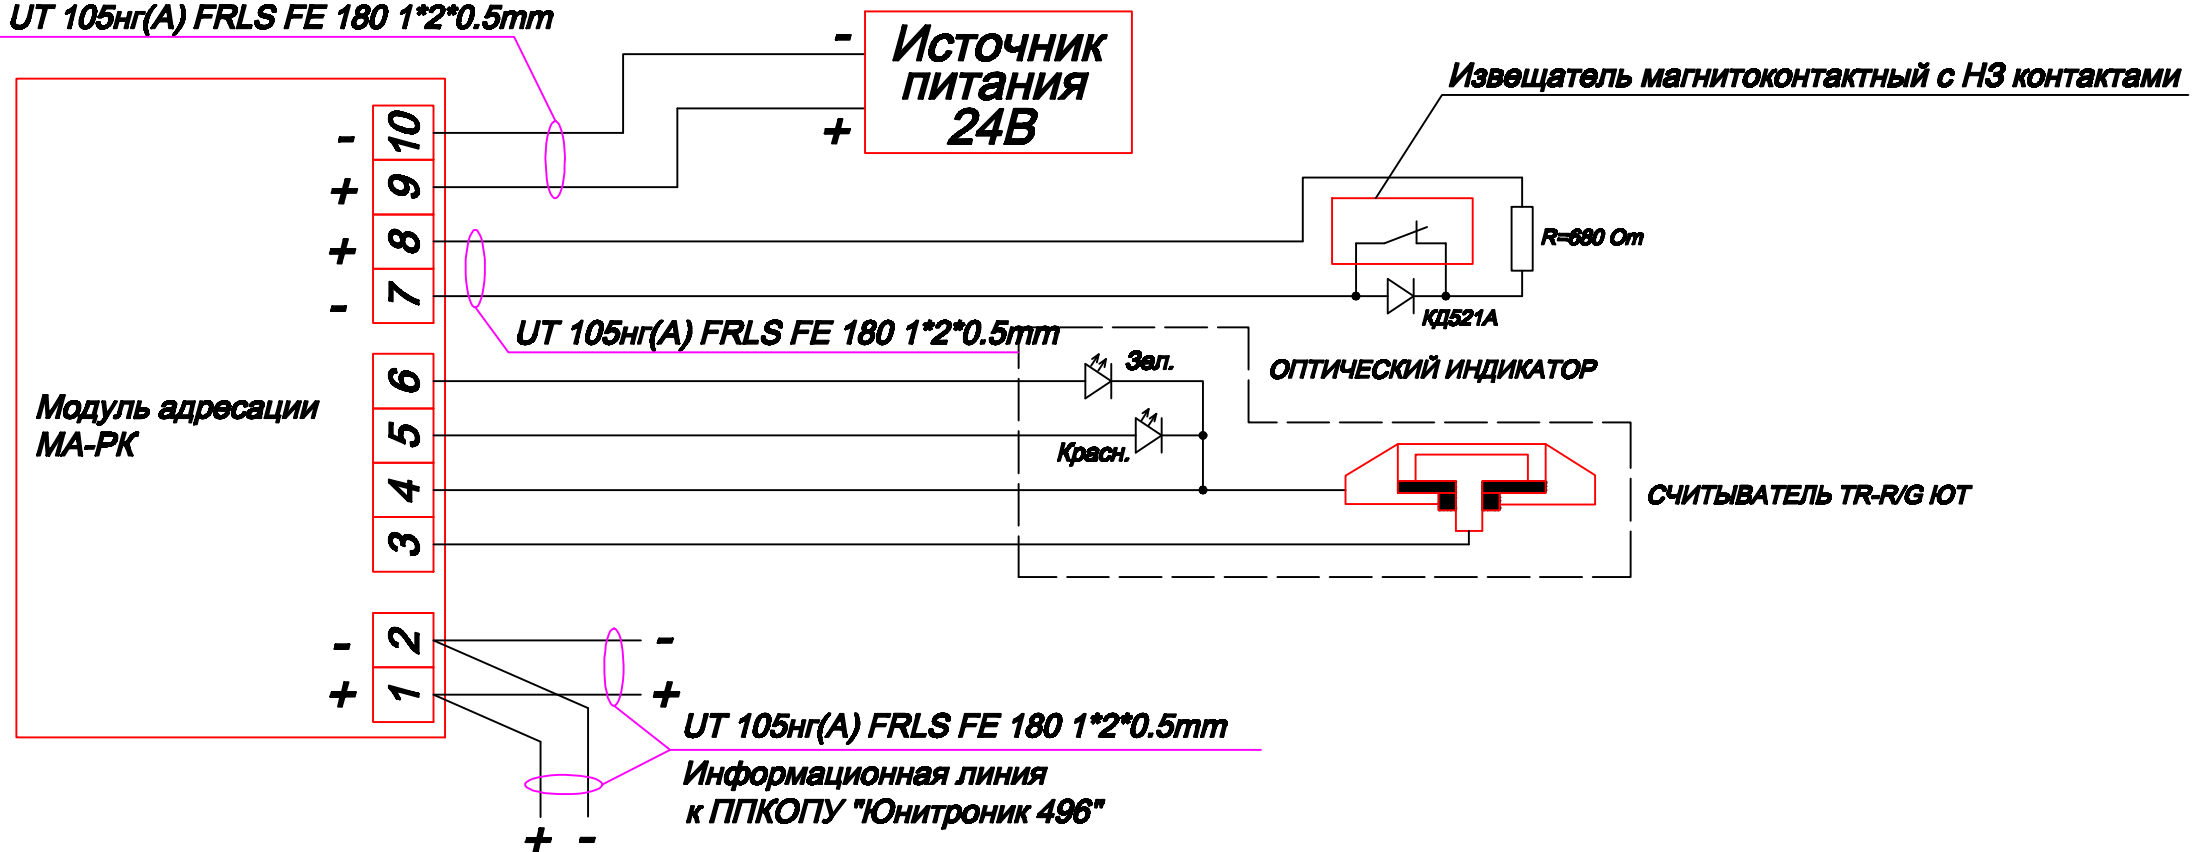 UT 105нг(А) FRLS FE 180 1*2*0.5mm
-
Источник
питания
24В
+
Извещатель магнитоконтактный с НЗ контактами
- 10
+ 9
+ 8
- 7
R=680 От
КД521А
UT 105нг(А) FRLS FE 180 1*2*0.5mm
Зел.
ОПТИЧЕСКИЙ ИНДИКАТОР
6
Модуль адресации
МА-РК
5
Красн.
4
СЧИТЫВАТЕЛЬ TR-R/G ЮТ
3
- 2 -
+ 1 +
UT 105нг(А) FRLS FE 180 1*2*0.5mm
Информационная линия
к ППКОПУ "Юнитроник 496"
+ -